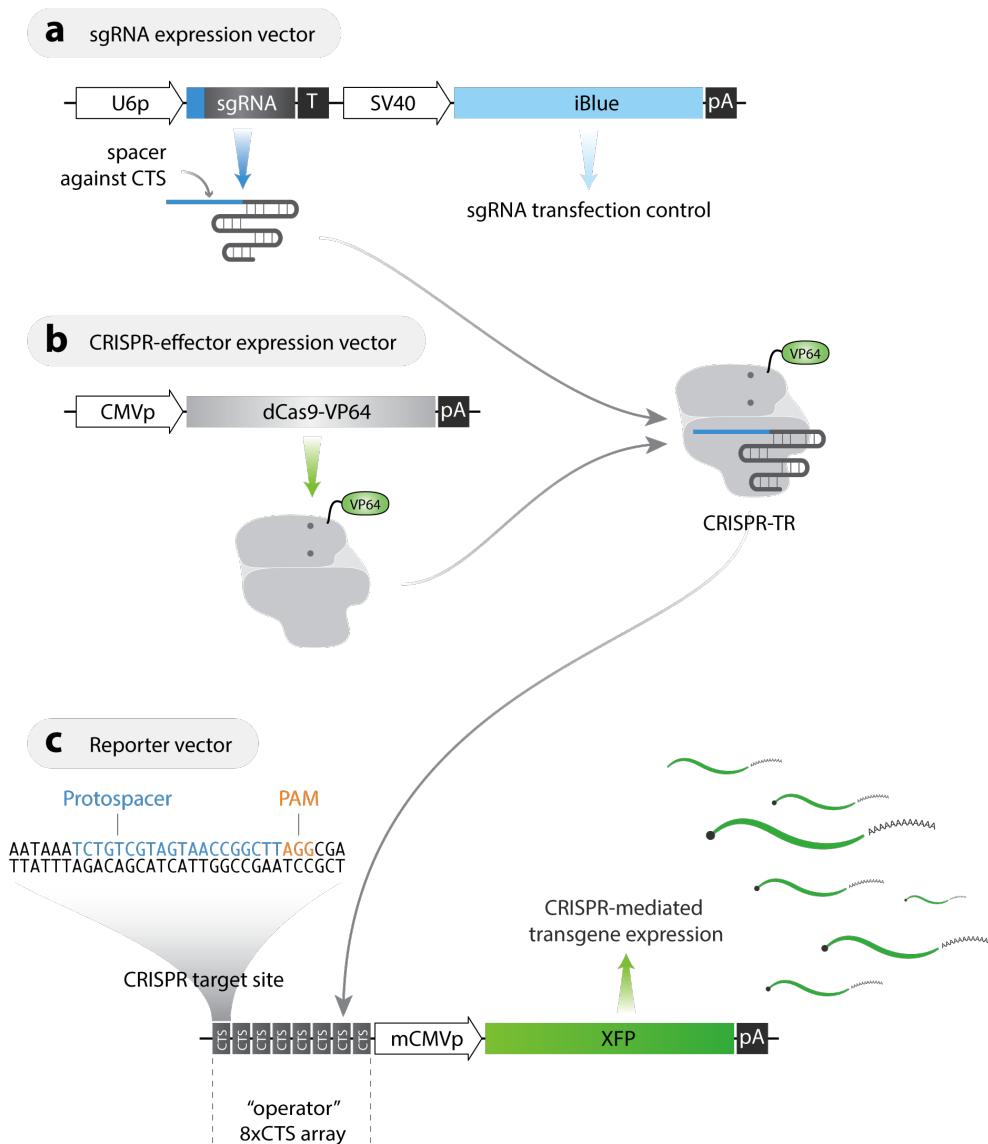 a sgRNA expression vector
U6p sgRNA T SV40 iBlue pA
spacer
against CTS
sgRNA transfection control
b CRISPR-effector expression vector
VP64
CMVp dCas9-VP64 pA
VP64
CRISPR-TR
c Reporter vector
Protospacer PAM
AATAAATCTGTCGTAGTAACCGGCTTAGGCGA
TTATTTAGACAGCATCATTGGCCGAATCCGCT
CRISPR-mediated
transgene expression
CRISPR target site
CTS CTS CTS CTS CTS CTS CTS CTS mCMVp XFP pA
“operator”
8xCTS array